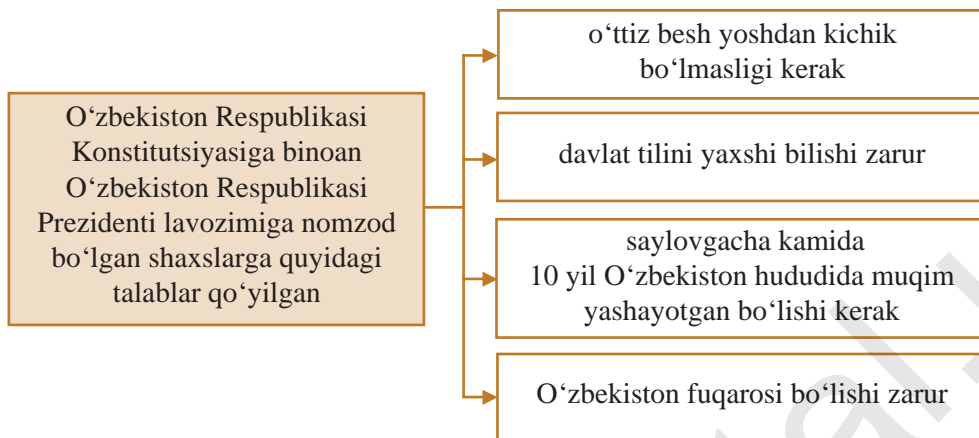 O‘zbekiston Respublikasi
Konstitutsiyasiga binoan
O‘zbekiston Respublikasi
Prezidenti lavozimiga nomzod
bo‘lgan shaxslarga quyidagi
talablar qo‘yilgan
o‘ttiz besh yoshdan kichik
bo‘lmasligi kerak
davlat tilini yaxshi bilishi zarur
saylovgacha kamida
10 yil O‘zbekiston hududida muqim
yashayotgan bo‘lishi kerak
O‘zbekiston fuqarosi bo‘lishi zarur